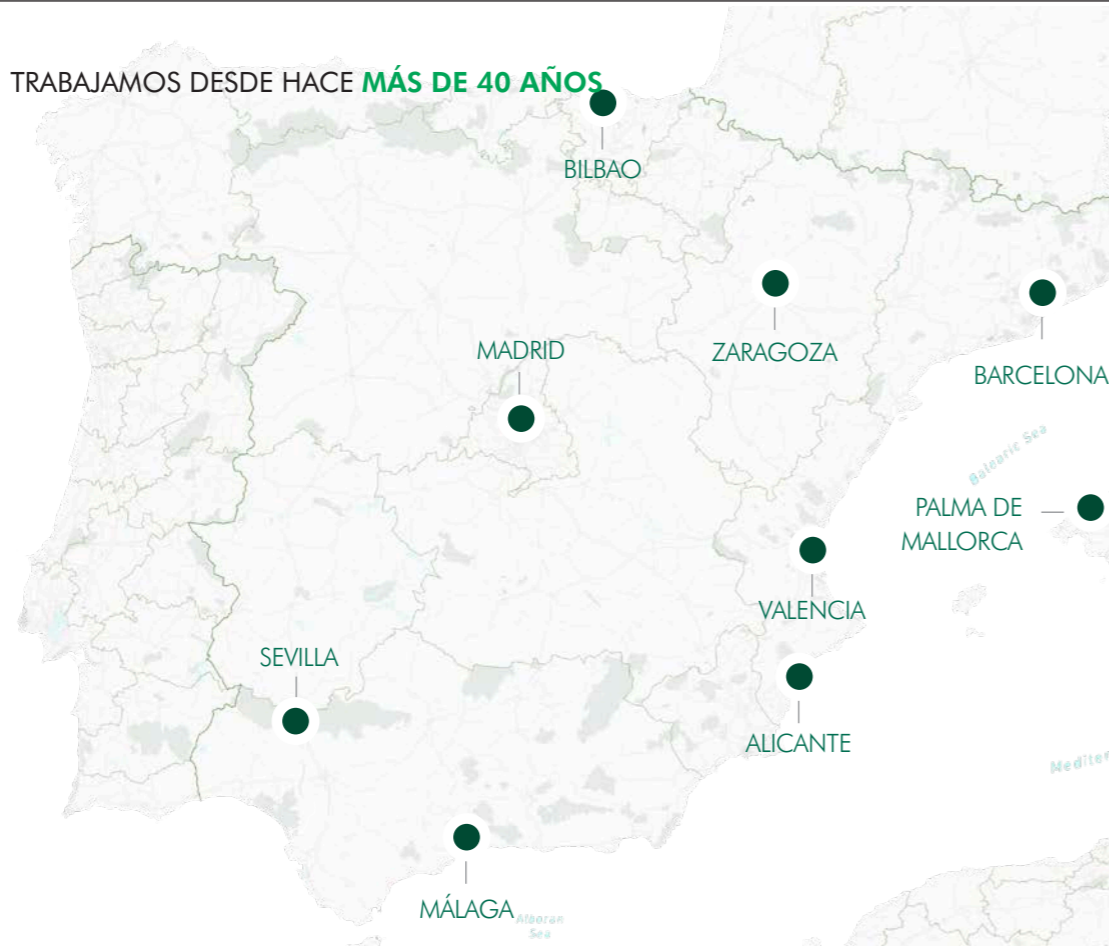 TRABAJAMOS DESDE HACE MÁS DE 40 AÑOS
BILBAO
MADRID
ZARAGOZA
BARCELONA
Balearic Sea
PALMA DE
MALLORCA
VALENCIA
SEVILLA
ALICANTE
MÁLAGA
Alboran
Sea